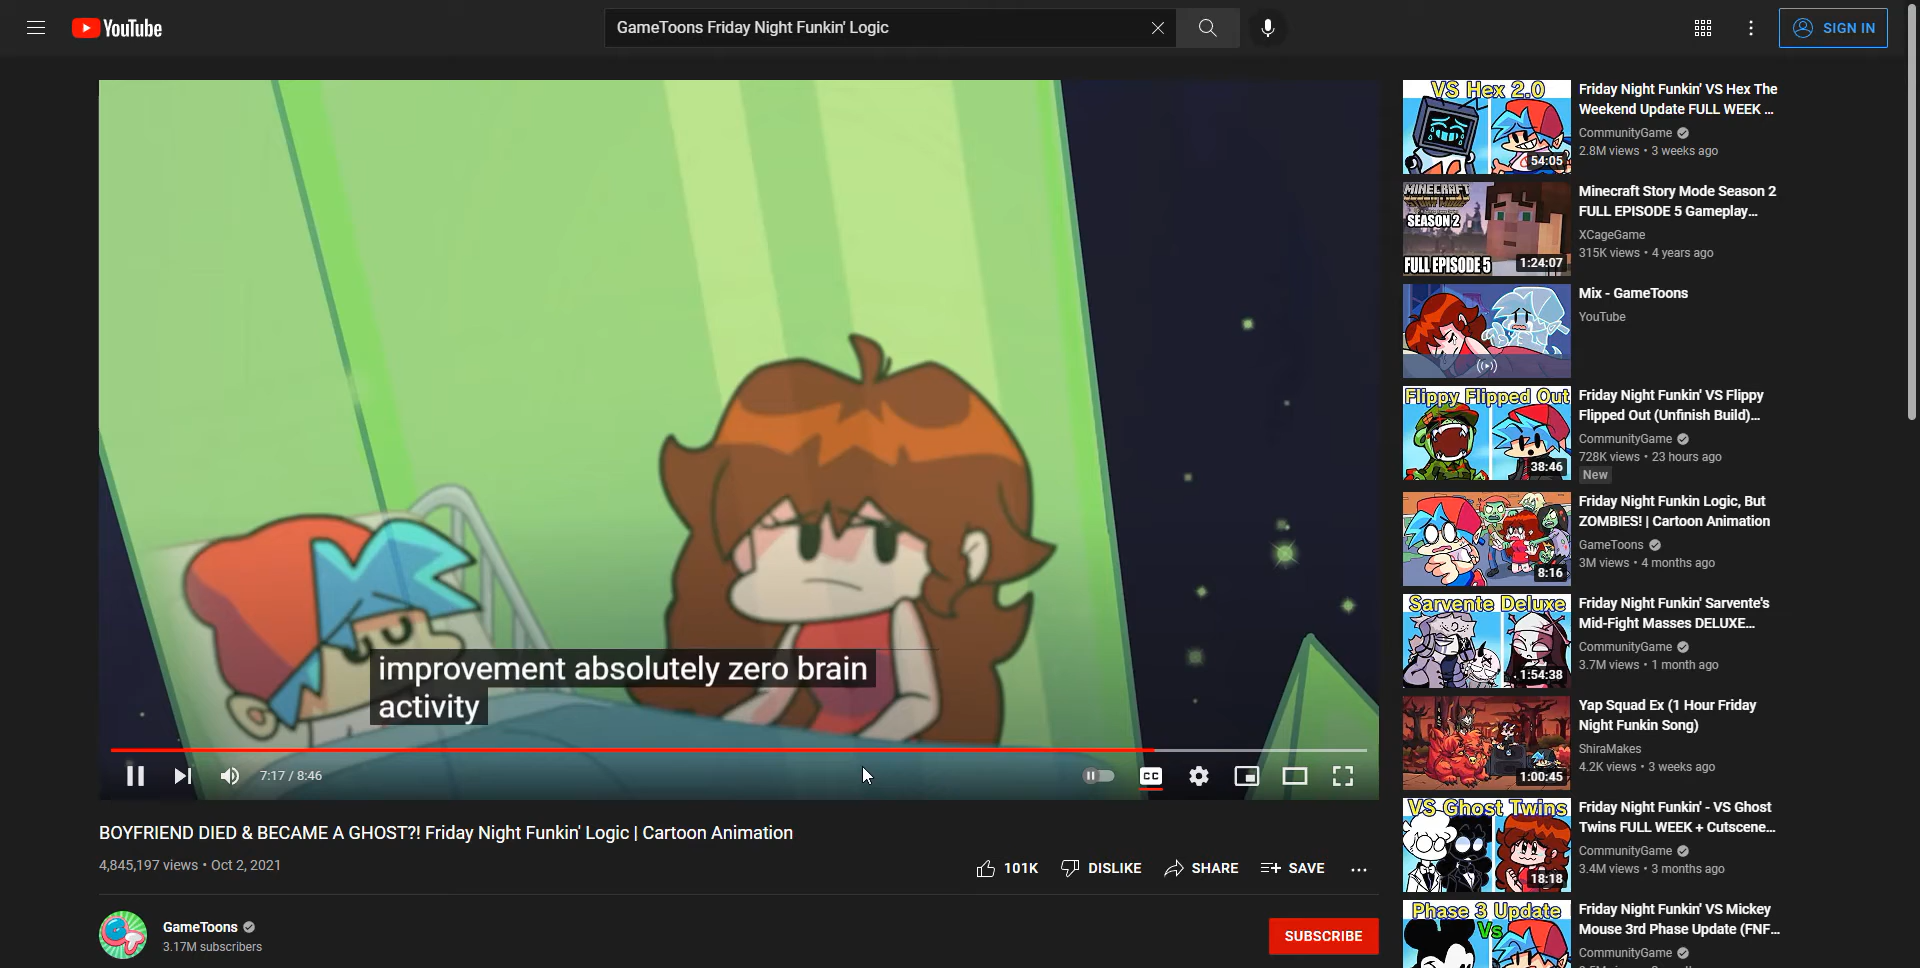 YouTube
GameToons Friday Night Funkin' Logic
SIGN IN
improvement absolutely zero brain
activity
7:17 / 8:46
CC
BOYFRIEND DIED & BECAME A GHOST?! Friday Night Funkin' Logic | Cartoon Animation
4,845,197 views • Oct 2, 2021
101K
DISLIKE
SHARE
SAVE
GameToons
3.17M subscribers
SUBSCRIBE
VS Hex 2.0
54:05
Friday Night Funkin' VS Hex The
Weekend Update FULL WEEK ...
CommunityGame
2.8M views • 3 weeks ago
MINECRAFT
STORY MODE
SEASON 2
FULL EPISODE 5
1:24:07
Minecraft Story Mode Season 2
FULL EPISODE 5 Gameplay...
XCageGame
315K views • 4 years ago
Mix - GameToons
YouTube
Flippy Flipped Out
38:46
Friday Night Funkin' VS Flippy
Flipped Out (Unfinish Build)...
CommunityGame
728K views • 23 hours ago
New
8:16
Friday Night Funkin Logic, But
ZOMBIES! | Cartoon Animation
GameToons
3M views • 4 months ago
Sarvente Deluxe
1:54:38
Friday Night Funkin' Sarvente's
Mid-Fight Masses DELUXE...
CommunityGame
3.7M views • 1 month ago
1:00:45
Yap Squad Ex (1 Hour Friday
Night Funkin Song)
ShiraMakes
4.2K views • 3 weeks ago
VS Ghost Twins
18:18
Friday Night Funkin' - VS Ghost
Twins FULL WEEK + Cutscene...
CommunityGame
3.4M views • 3 months ago
Phase 3 Update
Vs
Friday Night Funkin' VS Mickey
Mouse 3rd Phase Update (FNF...
CommunityGame